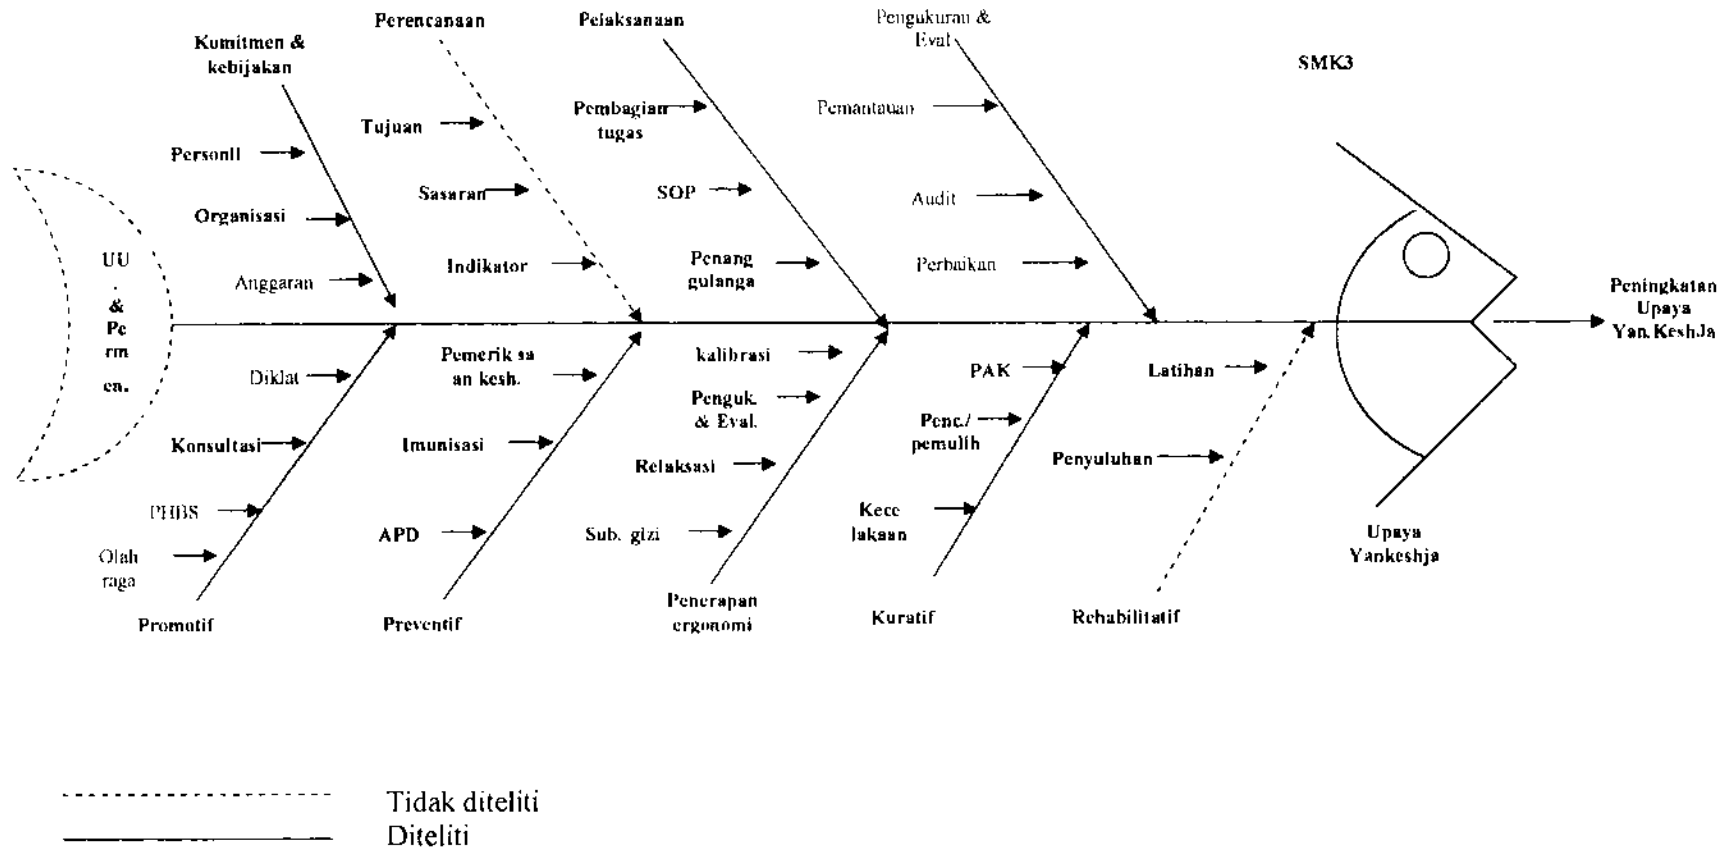 Perencanaan
Pelaksanaan
Pengukuran &
Eval
Kumitmen &
kebijakan
SMK3
Pembagian
tugas
Pemantauan
Tujuan
Personil
Sasaran
SOP
Audit
Organisasi
UU
&
Pe
rm
en.
Anggaran
Indikator
Penang
gulanga
Perbaikan
Peningkatan
Upaya
Yan.KeshJa
Diklat
Pemerik sa
an kesh.
kalibrasi
PAK
Latihan
Penguk.
& Eval.
Penc./
pemulih
Konsultasi
Imunisasi
Relaksasi
Penyuluhan
PHBS
Olah
raga
APD
Sub. gizi
Kece
lakaan
Upaya
Yankeshja
Promotif
Preventif
Penerapan
ergonomi
Kuratif
Rehabilitatif
Tidak diteliti
Diteliti